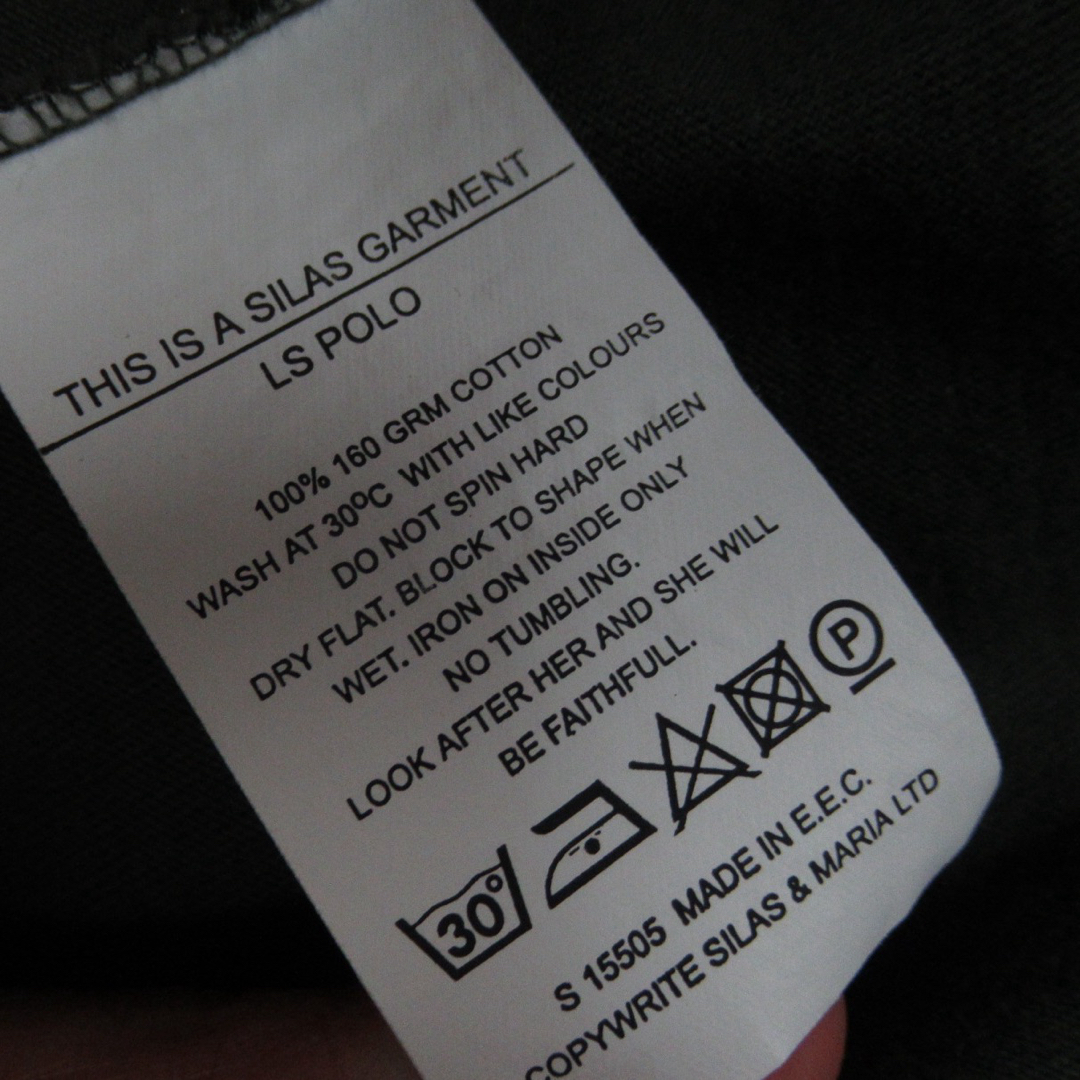 THIS IS A SILAS GARMENT
LS POLO
100% 160 GRM COTTON
WASH AT 30ºC WITH LIKE COLOURS
DO NOT SPIN HARD
DRY FLAT. BLOCK TO SHAPE WHEN
WET. IRON ON INSIDE ONLY
NO TUMBLING.
LOOK AFTER HER AND SHE WILL
BE FAITHFULL.
30°
P
S 15505 MADE IN E.E.C.
COPYWRITE SILAS & MARIA LTD